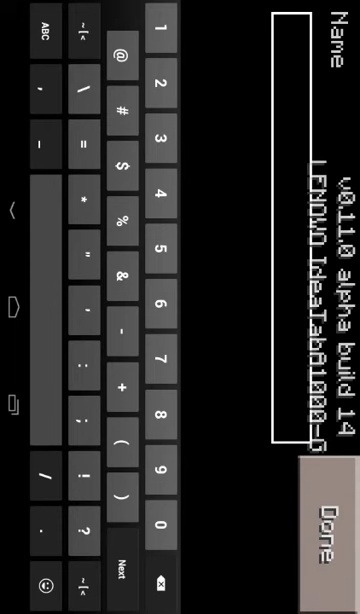 Name
v0.11.0 alpha build 14
LENOVO IdeaTabA1000-G
Done
1 2 3 4 5 6 7 8 9 0
@ # $ % & - + ( ) Next
~[< \ = * " ' : ; ! ? ~[<
ABC , _ / .